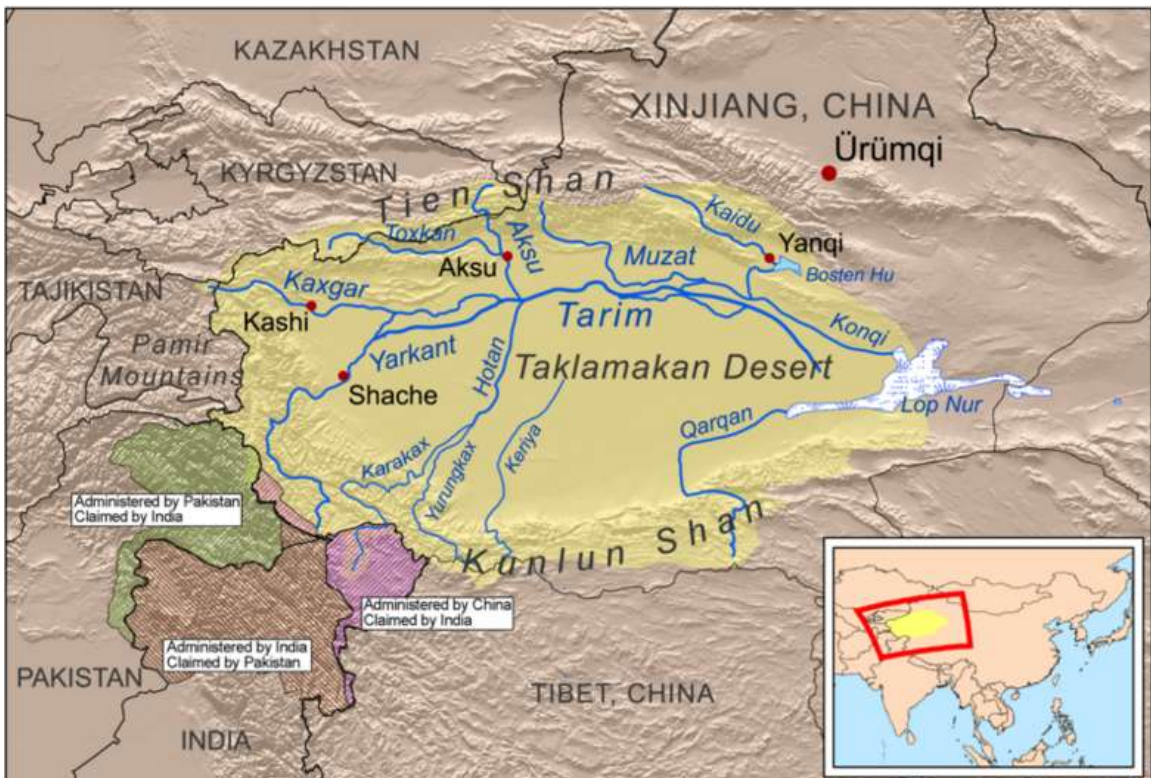 KAZAKHSTAN
XINJIANG, CHINA
Ürümqi
KYRGYZSTAN
Tien Shan
Kaidu
Toxkan
Aksu
Yanqi
Aksu
Muzat
Bosten Hu
TAJIKISTAN
Kaxgar
Kashi
Tarim
Konqi
Pamir
Mountains
Yarkant
Hotan
Taklamakan Desert
Shache
Lop Nur
Qarqan
Karakax
Keriya
Yurungkax
Administered by Pakistan
Claimed by India
Kunlun Shan
Administered by China
Claimed by India
Administered by India
Claimed by Pakistan
PAKISTAN
TIBET, CHINA
INDIA